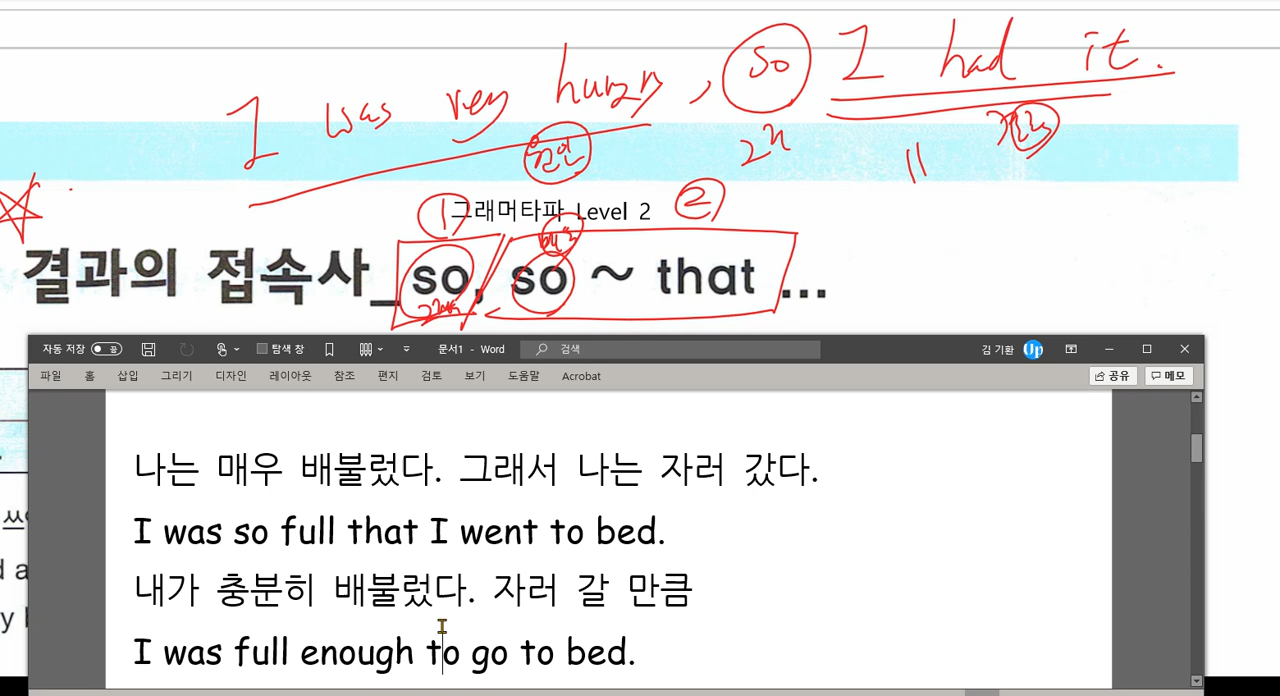 I was very hungry, so I had it.
원인
결과
① 그래머타파 Level 2 ②
결과의 접속사_so, so ~ that ...
매우
자동 저장 끔 탐색 창 문서1 - Word 검색 김 기환 Up
파일 홈 삽입 그리기 디자인 레이아웃 참조 편지 검토 보기 도움말 Acrobat 공유 메모
나는 매우 배불렀다. 그래서 나는 자러 갔다.
I was so full that I went to bed.
내가 충분히 배불렀다. 자러 갈 만큼
I was full enough to go to bed.